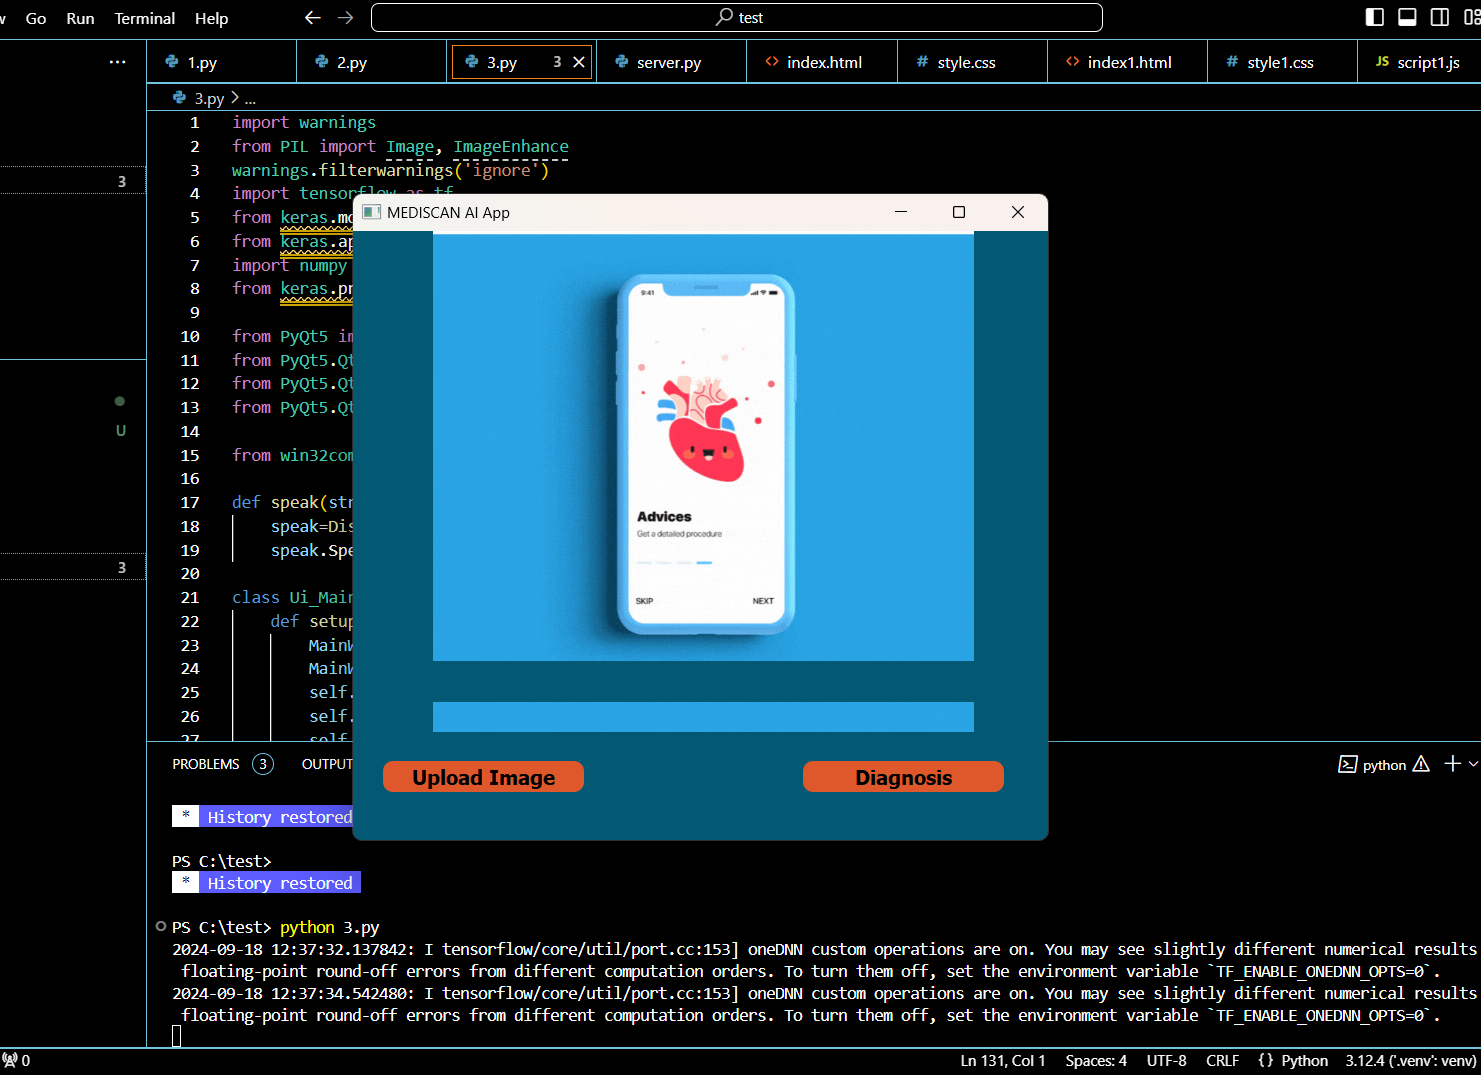 Go Run Terminal Help ← → test
··· 1.py 2.py 3.py 3 × server.py <> index.html # style.css <> index1.html # style1.css JS script1.js
3.py > ...
1 import warnings
2 from PIL import Image, ImageEnhance
3 warnings.filterwarnings('ignore')
3
4 import tensorflow as tf
5 from keras.mo
6 from keras.ap
7 import numpy
8 from keras.pr
9
10 from PyQt5 im
11 from PyQt5.Qt
12 from PyQt5.Qt
13 from PyQt5.Qt
14
U
15 from win32com
16
17 def speak(str
18 speak=Dis
19 speak.Spe
3
20
21 class Ui_Main
22 def setup
23 MainW
24 MainW
25 self.
26 self.
27 self
MEDISCAN AI App
9:41
Advices
Get a detailed procedure
SKIP NEXT
Upload Image Diagnosis
PROBLEMS 3 OUTPUT python
* History restored
PS C:\test>
* History restored
PS C:\test> python 3.py
2024-09-18 12:37:32.137842: I tensorflow/core/util/port.cc:153] oneDNN custom operations are on. You may see slightly different numerical results
floating-point round-off errors from different computation orders. To turn them off, set the environment variable `TF_ENABLE_ONEDNN_OPTS=0`.
2024-09-18 12:37:34.542480: I tensorflow/core/util/port.cc:153] oneDNN custom operations are on. You may see slightly different numerical results
floating-point round-off errors from different computation orders. To turn them off, set the environment variable `TF_ENABLE_ONEDNN_OPTS=0`.
0 Ln 131, Col 1 Spaces: 4 UTF-8 CRLF {} Python 3.12.4 ('.venv': venv)